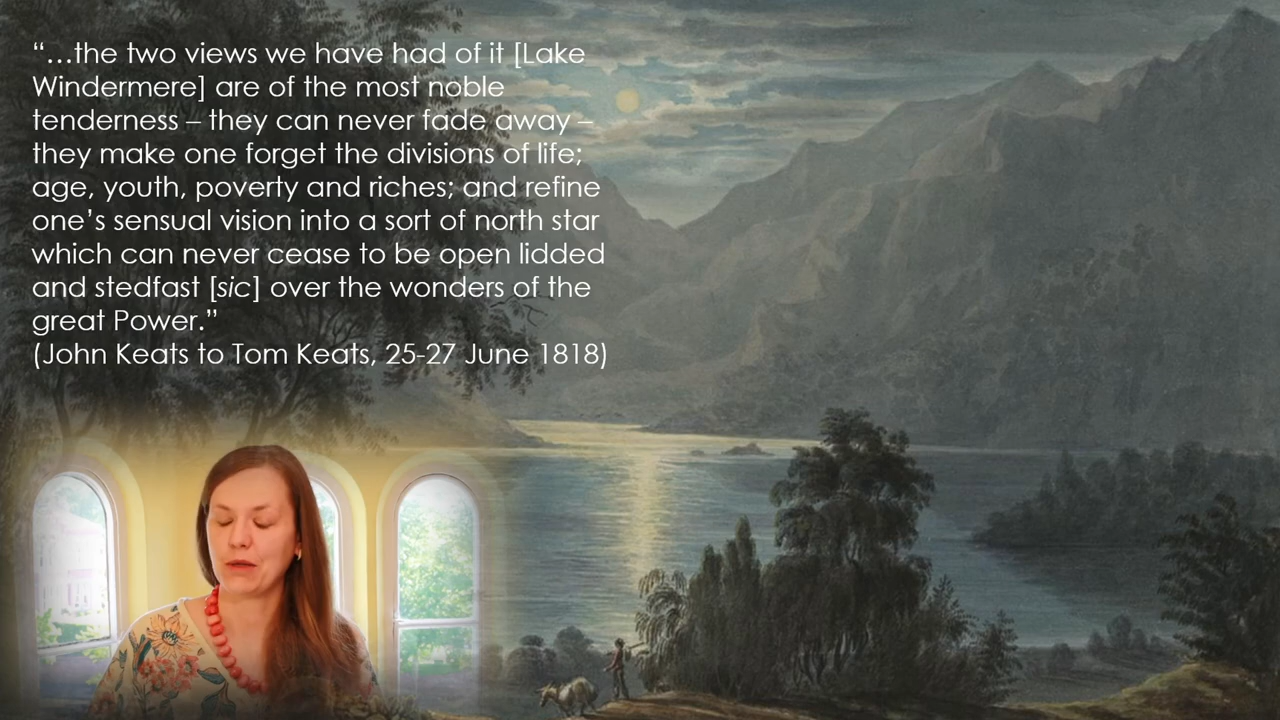 “…the two views we have had of it [Lake
Windermere] are of the most noble
tenderness – they can never fade away –
they make one forget the divisions of life;
age, youth, poverty and riches; and refine
one’s sensual vision into a sort of north star
which can never cease to be open lidded
and stedfast [sic] over the wonders of the
great Power.”
(John Keats to Tom Keats, 25-27 June 1818)